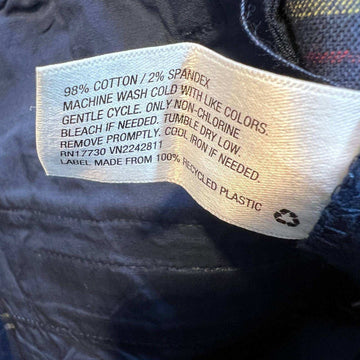 98% COTTON / 2% SPANDEX
MACHINE WASH COLD WITH LIKE COLORS.
GENTLE CYCLE. ONLY NON-CHLORINE
BLEACH IF NEEDED. TUMBLE DRY LOW.
REMOVE PROMPTLY. COOL IRON IF NEEDED.
RN17730 VN2242811
LABEL MADE FROM 100% RECYCLED PLASTIC